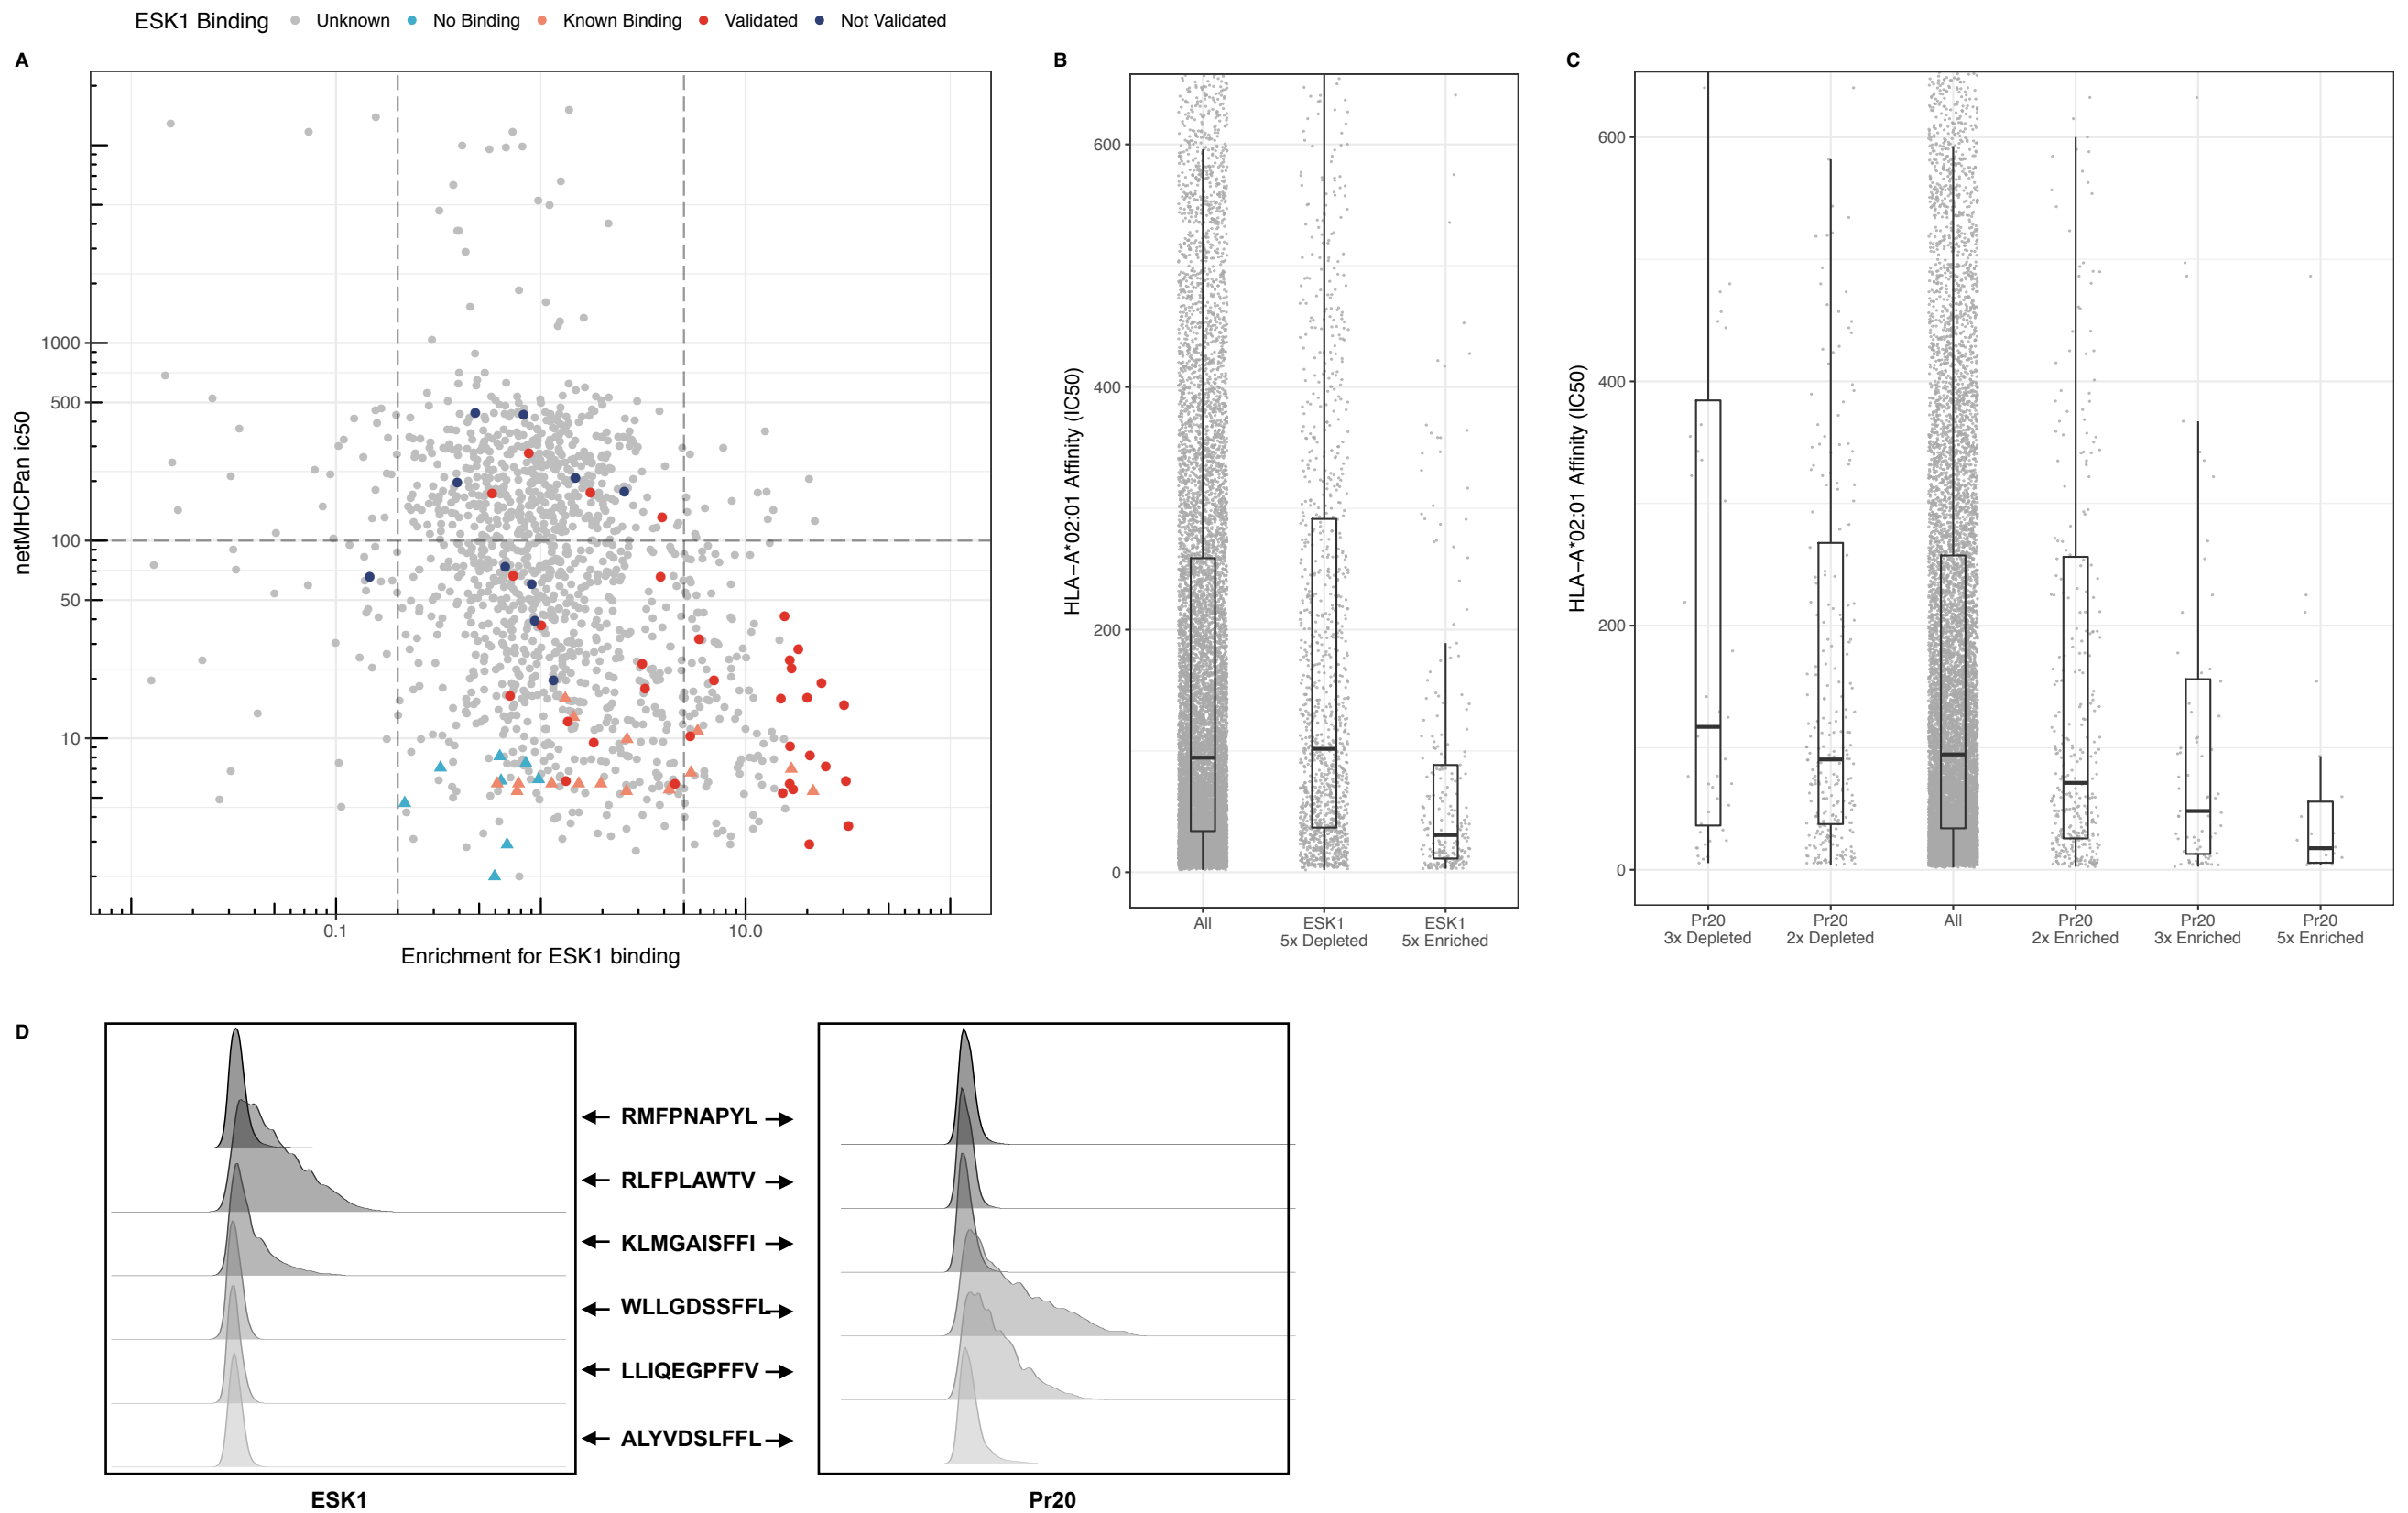 ESK1 Binding Unknown No Binding Known Binding Validated Not Validated
A
netMHCPan ic50
1000
500
100
50
10
0.1 10.0
Enrichment for ESK1 binding
B
HLA−A*02:01 Affinity (IC50)
600
400
200
0
All ESK1 ESK1
5x Depleted 5x Enriched
C
HLA−A*02:01 Affinity (IC50)
600
400
200
0
Pr20 Pr20 All Pr20 Pr20 Pr20
3x Depleted 2x Depleted 2x Enriched 3x Enriched 5x Enriched
D
RMFPNAPYL
RLFPLAWTV
KLMGAISFFI
WLLGDSSFFL
LLIQEGPFFV
ALYVDSLFFL
ESK1 Pr20